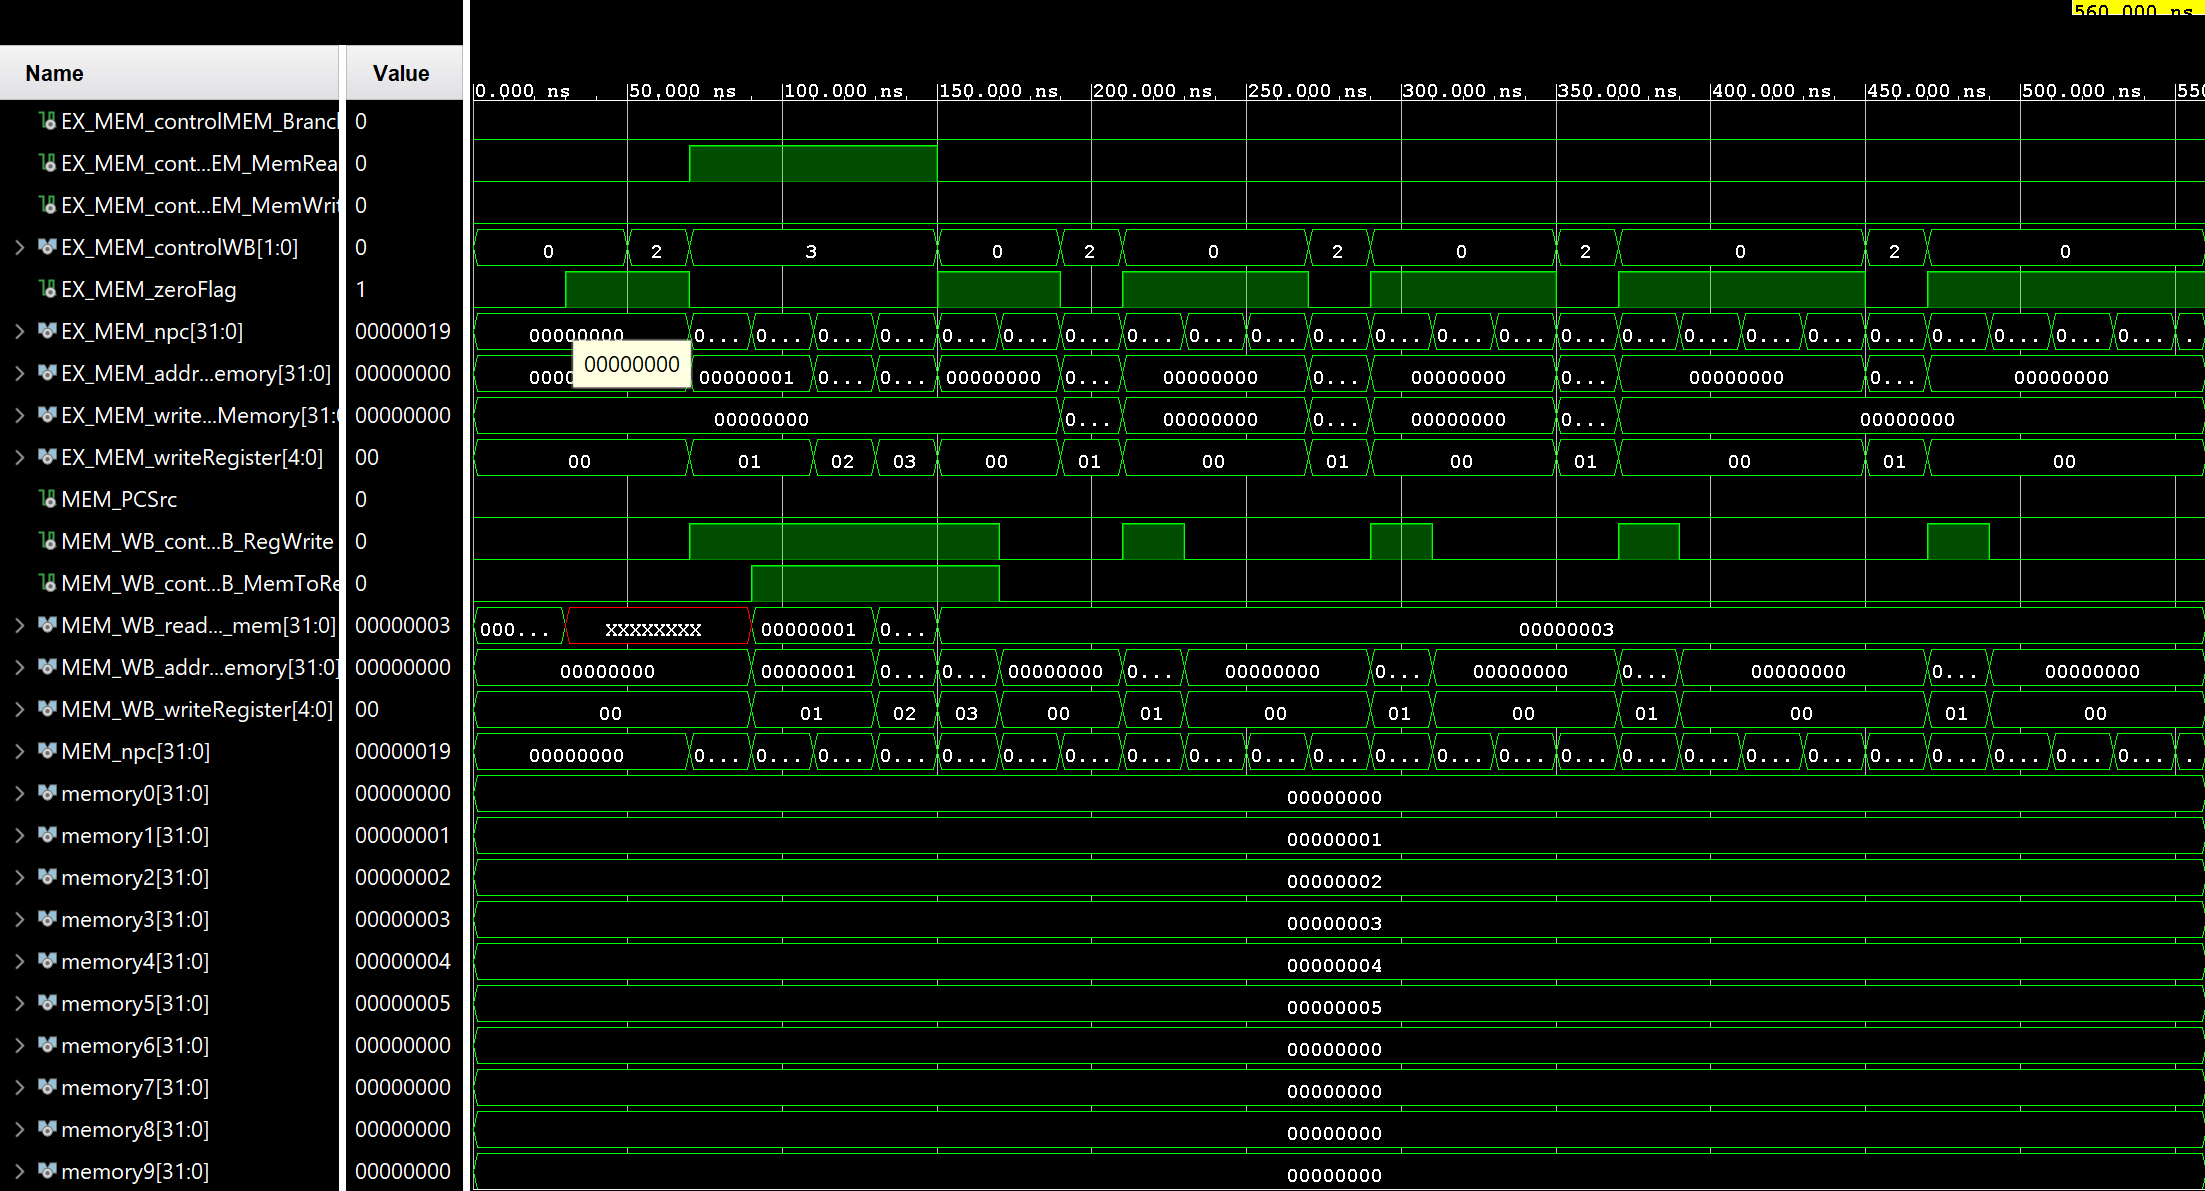 560.000 ns
Name Value
0.000 ns 50.000 ns 100.000 ns 150.000 ns 200.000 ns 250.000 ns 300.000 ns 350.000 ns 400.000 ns 450.000 ns 500.000 ns 550
EX_MEM_controlMEM_Branch 0
EX_MEM_cont...EM_MemRea 0
EX_MEM_cont...EM_MemWrit 0
EX_MEM_controlWB[1:0] 0 0 2 3 0 2 0 2 0 2 0 2 0
EX_MEM_zeroFlag 1
EX_MEM_npc[31:0] 00000019 00000000 0... 0... 0... 0... 0... 0... 0... 0... 0... 0... 0... 0... 0... 0... 0... 0... 0... 0... 0... 0... 0... 0... 0... 0... .
00000000
EX_MEM_addr...emory[31:0] 00000000 000 00000001 0... 0... 00000000 0... 00000000 0... 00000000 0... 00000000 0... 00000000
EX_MEM_write...Memory[31:0 00000000 00000000 0... 00000000 0... 00000000 0... 00000000
EX_MEM_writeRegister[4:0] 00 00 01 02 03 00 01 00 01 00 01 00 01 00
MEM_PCSrc 0
MEM_WB_cont...B_RegWrite 0
MEM_WB_cont...B_MemToRe 0
MEM_WB_read..._mem[31:0] 00000003 000... XXXXXXXX 00000001 0... 00000003
MEM_WB_addr...emory[31:0] 00000000 00000000 00000001 0... 0... 00000000 0... 00000000 0... 00000000 0... 00000000 0... 00000000
MEM_WB_writeRegister[4:0] 00 00 01 02 03 00 01 00 01 00 01 00 01 00
MEM_npc[31:0] 00000019 00000000 0... 0... 0... 0... 0... 0... 0... 0... 0... 0... 0... 0... 0... 0... 0... 0... 0... 0... 0... 0... 0... 0... 0... 0... .
memory0[31:0] 00000000 00000000
memory1[31:0] 00000001 00000001
memory2[31:0] 00000002 00000002
memory3[31:0] 00000003 00000003
memory4[31:0] 00000004 00000004
memory5[31:0] 00000005 00000005
memory6[31:0] 00000000 00000000
memory7[31:0] 00000000 00000000
memory8[31:0] 00000000 00000000
memory9[31:0] 00000000 00000000